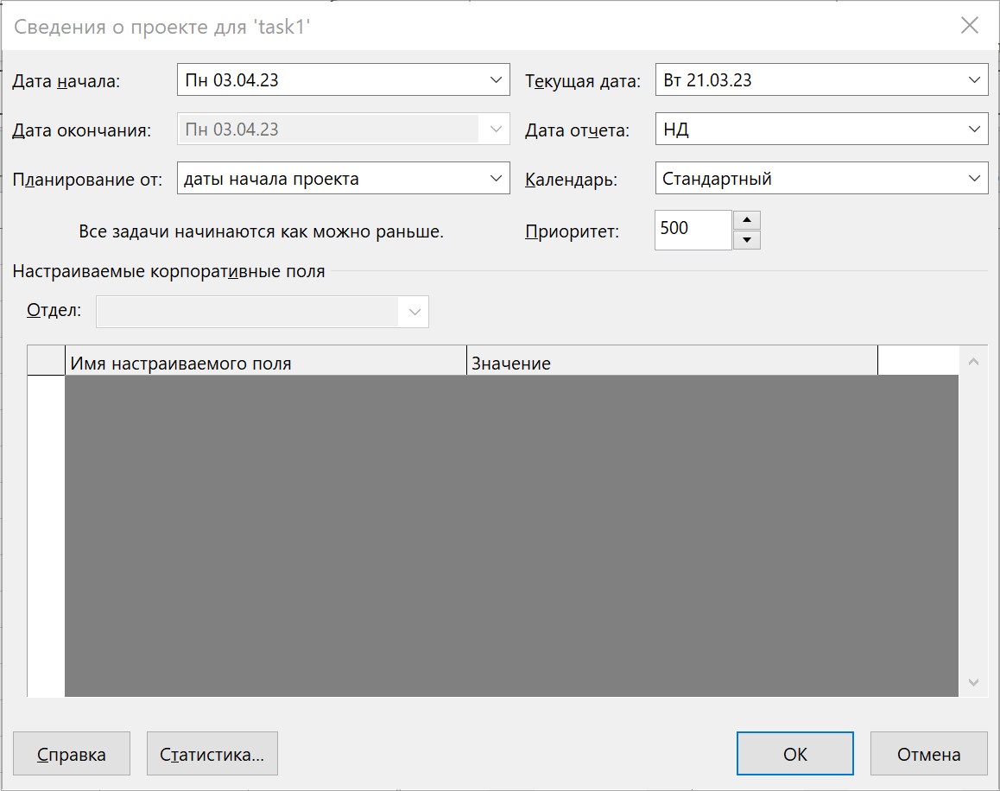 Сведения о проекте для 'task1'
Дата начала: Пн 03.04.23 Текущая дата: Вт 21.03.23
Дата окончания: Пн 03.04.23 Дата отчета: НД
Планирование от: даты начала проекта Календарь: Стандартный
Все задачи начинаются как можно раньше. Приоритет: 500
Настраиваемые корпоративные поля
Отдел:
Имя настраиваемого поля Значение
Справка Статистика... ОК Отмена